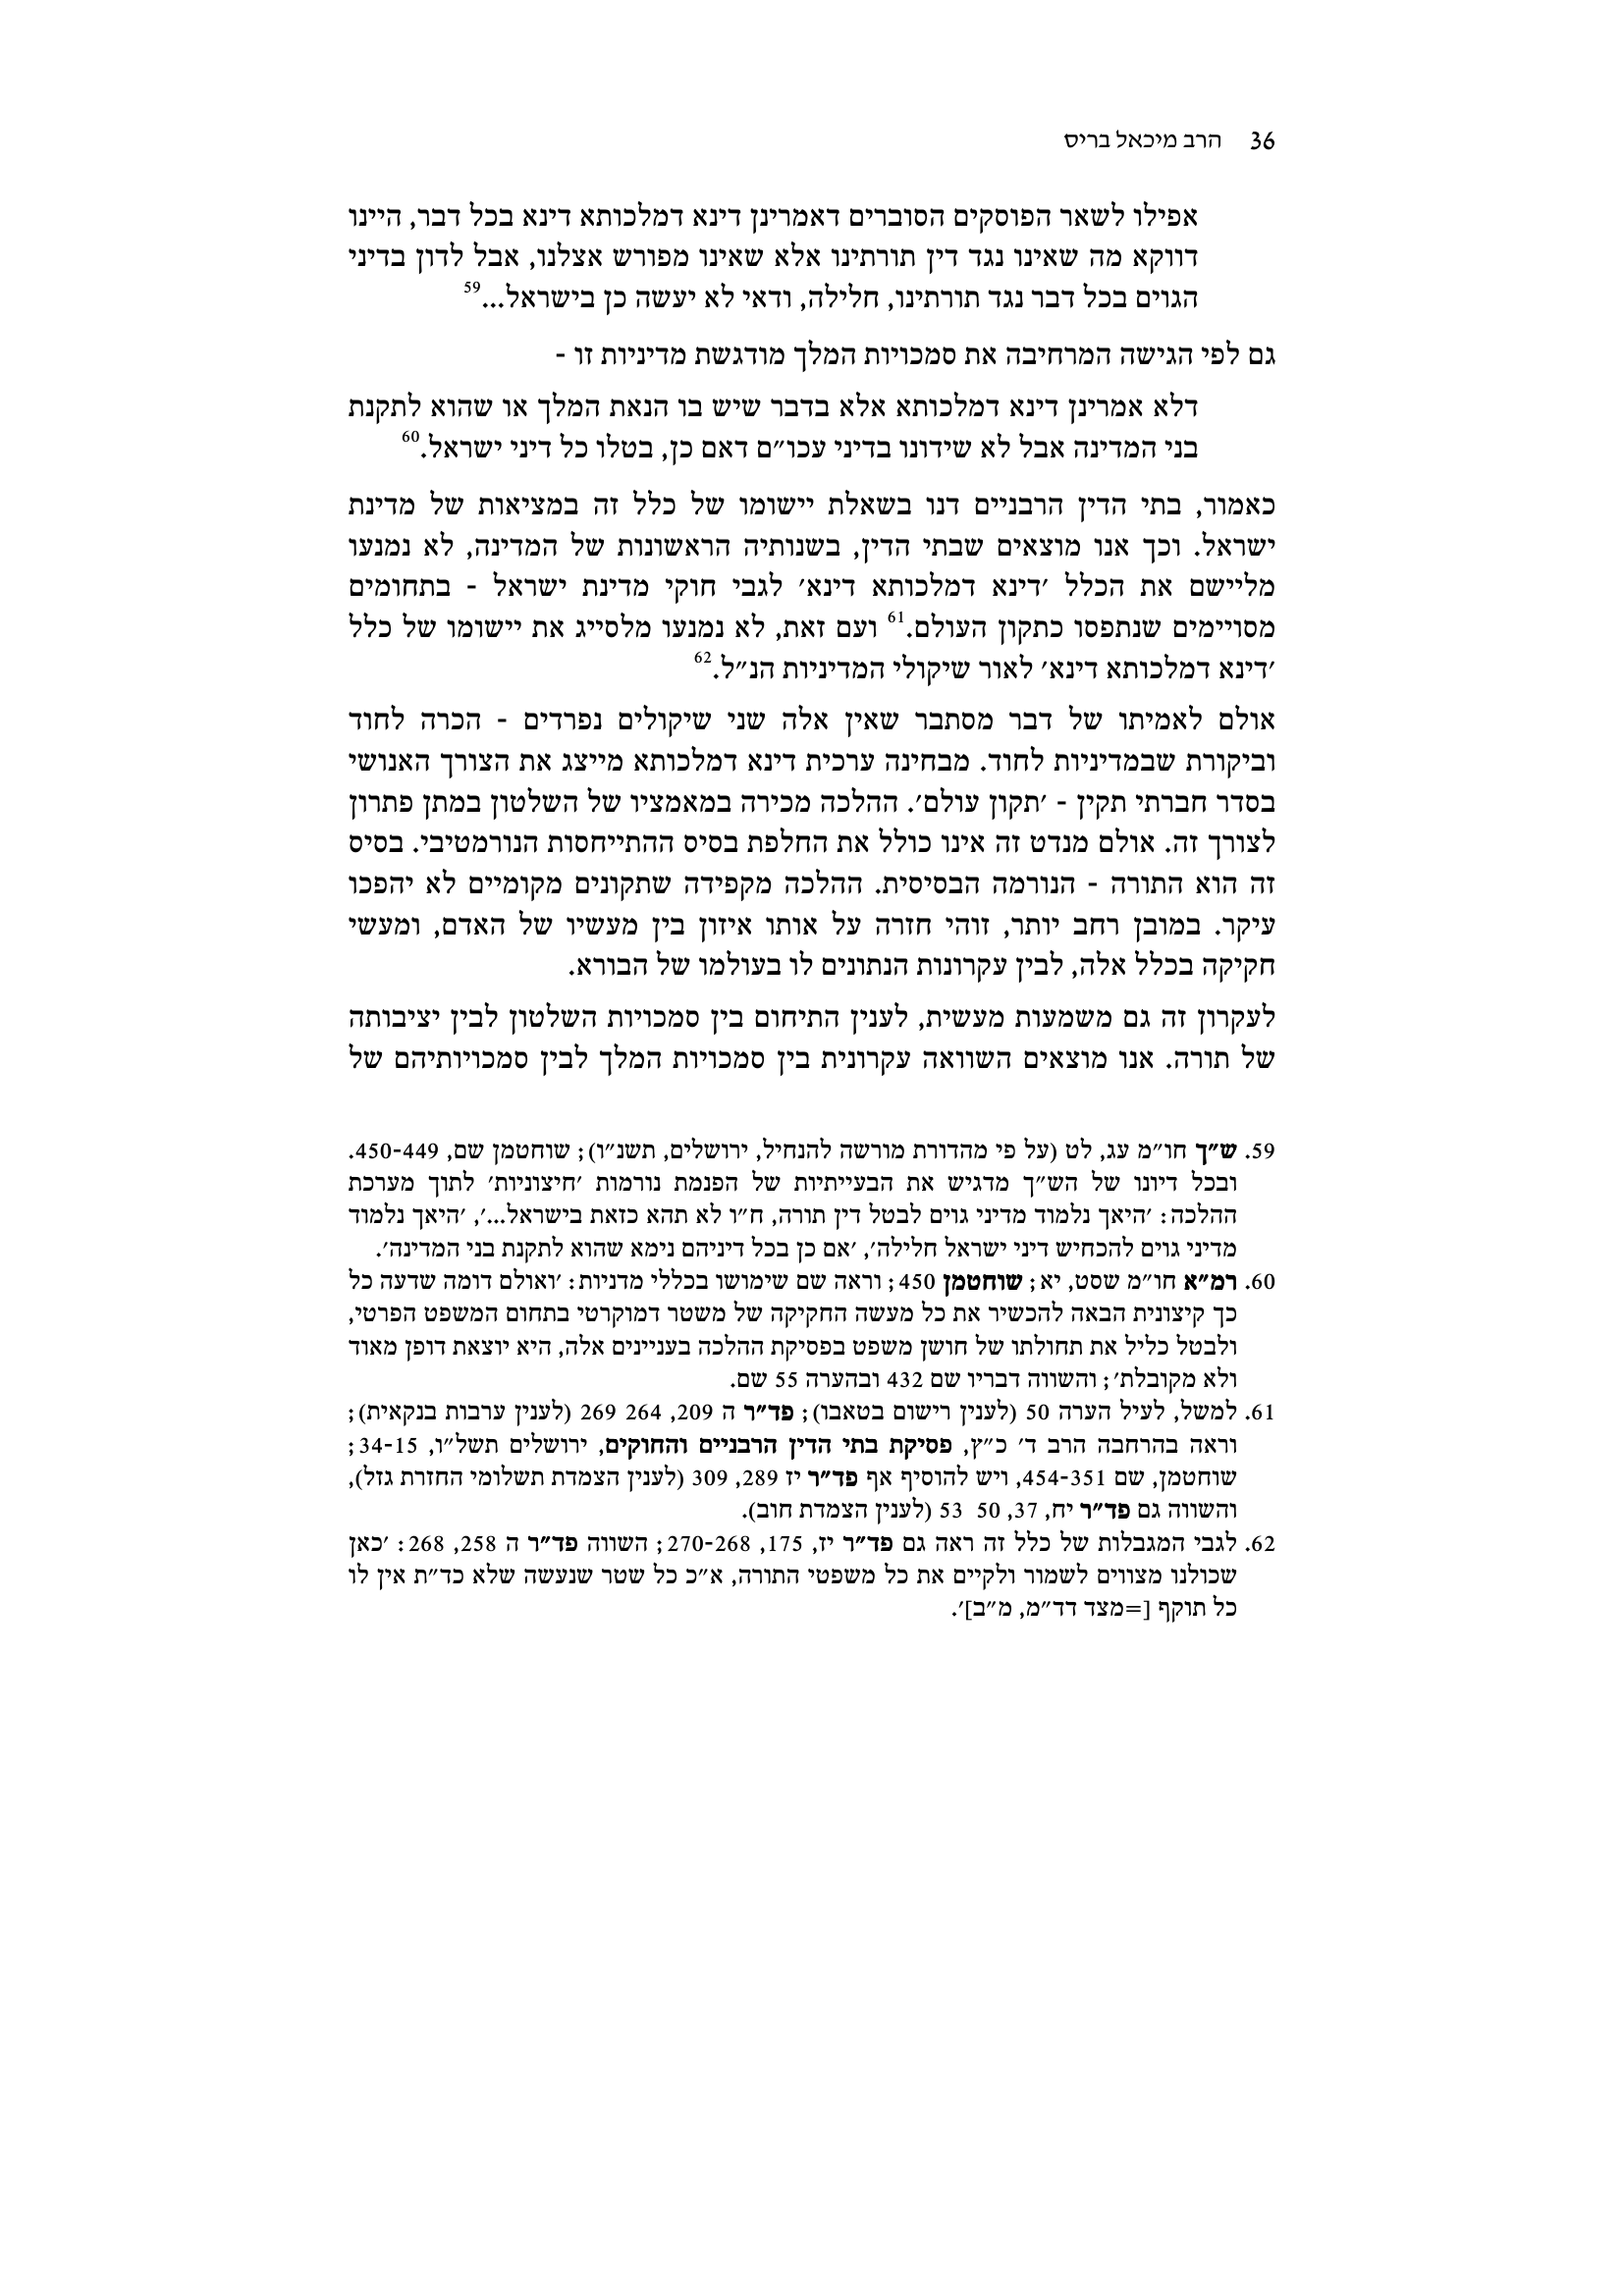 36 הרב מיכאל בריס
אפילו לשאר הפוסקים הסוברים דאמרינן דינא דמלכותא דינא בכל דבר, היינו
דווקא מה שאינו נגד דין תורתינו אלא שאינו מפורש אצלנו, אבל לדון בדיני
הגוים בכל דבר נגד תורתינו, חלילה, ודאי לא יעשה כן בישראל...59
גם לפי הגישה המרחיבה את סמכויות המלך מודגשת מדיניות זו -
דלא אמרינן דינא דמלכותא אלא בדבר שיש בו הנאת המלך או שהוא לתקנת
בני המדינה אבל לא שידונו בדיני עכו״ם דאם כן, בטלו כל דיני ישראל.60
כאמור, בתי הדין הרבניים דנו בשאלת יישומו של כלל זה במציאות של מדינת
ישראל. וכך אנו מוצאים שבתי הדין, בשנותיה הראשונות של המדינה, לא נמנעו
מליישם את הכלל ׳דינא דמלכותא דינא׳ לגבי חוקי מדינת ישראל - בתחומים
מסויימים שנתפסו כתקון העולם.61 ועם זאת, לא נמנעו מלסייג את יישומו של כלל
׳דינא דמלכותא דינא׳ לאור שיקולי המדיניות הנ״ל.62
אולם לאמיתו של דבר מסתבר שאין אלה שני שיקולים נפרדים - הכרה לחוד
וביקורת שבמדיניות לחוד. מבחינה ערכית דינא דמלכותא מייצג את הצורך האנושי
בסדר חברתי תקין - ׳תקון עולם׳. ההלכה מכירה במאמציו של השלטון במתן פתרון
לצורך זה. אולם מנדט זה אינו כולל את החלפת בסיס ההתייחסות הנורמטיבי. בסיס
זה הוא התורה - הנורמה הבסיסית. ההלכה מקפידה שתקונים מקומיים לא יהפכו
עיקר. במובן רחב יותר, זוהי חזרה על אותו איזון בין מעשיו של האדם, ומעשי
חקיקה בכלל אלה, לבין עקרונות הנתונים לו בעולמו של הבורא.
לעקרון זה גם משמעות מעשית, לענין התיחום בין סמכויות השלטון לבין יציבותה
של תורה. אנו מוצאים השוואה עקרונית בין סמכויות המלך לבין סמכויותיהם של
59. ש״ך חו״מ עג, לט (על פי מהדורת מורשה להנחיל, ירושלים, תשנ״ו); שוחטמן שם, 450-449.
ובכל דיונו של הש״ך מדגיש את הבעייתיות של הפנמת נורמות ׳חיצוניות׳ לתוך מערכת
ההלכה: ׳היאך נלמוד מדיני גוים לבטל דין תורה, ח״ו לא תהא כזאת בישראל...׳, ׳היאך נלמוד
מדיני גוים להכחיש דיני ישראל חלילה׳, ׳אם כן בכל דיניהם נימא שהוא לתקנת בני המדינה׳.
60. רמ״א חו״מ שסט, יא; שוחטמן 450; וראה שם שימושו בכללי מדניות: ׳ואולם דומה שדעה כל
כך קיצונית הבאה להכשיר את כל מעשה החקיקה של משטר דמוקרטי בתחום המשפט הפרטי,
ולבטל כליל את תחולתו של חושן משפט בפסיקת ההלכה בעניינים אלה, היא יוצאת דופן מאוד
ולא מקובלת׳; והשווה דבריו שם 432 ובהערה 55 שם.
61. למשל, לעיל הערה 50 (לענין רישום בטאבו); פד״ר ה 209, 264 269 (לענין ערבות בנקאית);
וראה בהרחבה הרב ד׳ כ״ץ, פסיקת בתי הדין הרבניים והחוקים, ירושלים תשל״ו, 34-15;
שוחטמן, שם 454-351, ויש להוסיף אף פד״ר יז 289, 309 (לענין הצמדת תשלומי החזרת גזל),
והשווה גם פד״ר יח, 37, 50 53 (לענין הצמדת חוב).
62. לגבי המגבלות של כלל זה ראה גם פד״ר יז, 175, 270-268; השווה פד״ר ה 258, 268: ׳כאן
שכולנו מצווים לשמור ולקיים את כל משפטי התורה, א״כ כל שטר שנעשה שלא כד״ת אין לו
כל תוקף [=מצד דד״מ, מ״ב]׳.